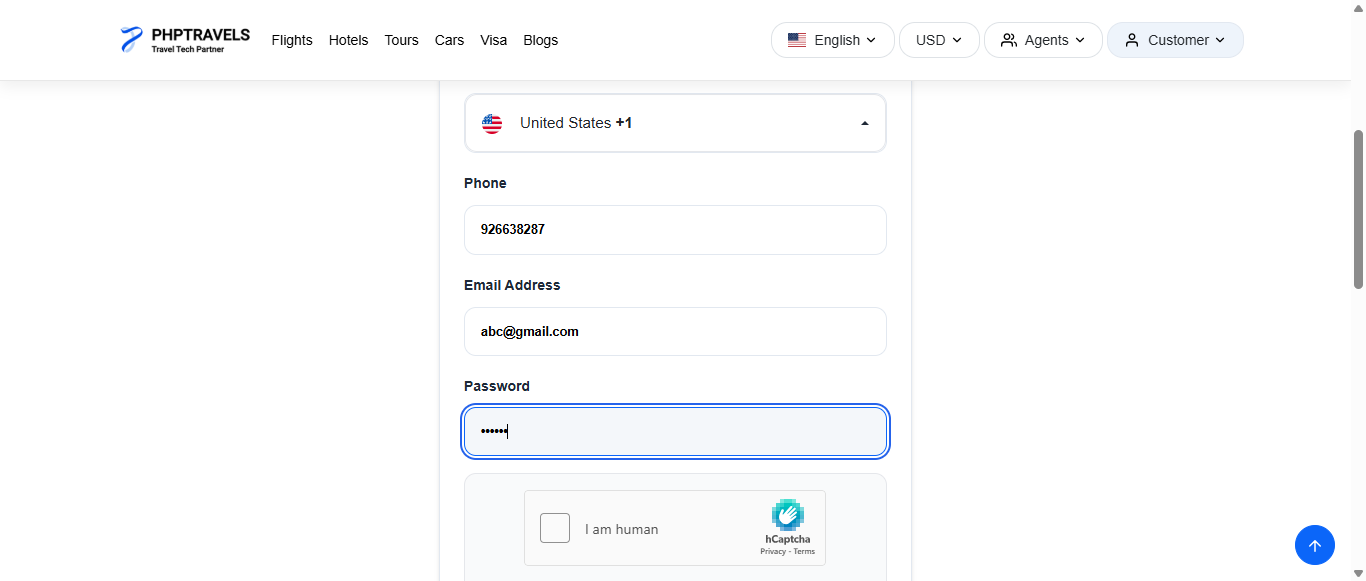 PHPTRAVELS
Travel Tech Partner
Flights Hotels Tours Cars Visa Blogs
English USD Agents Customer
United States +1
Phone
926638287
Email Address
abc@gmail.com
Password
••••••
I am human
hCaptcha
Privacy - Terms